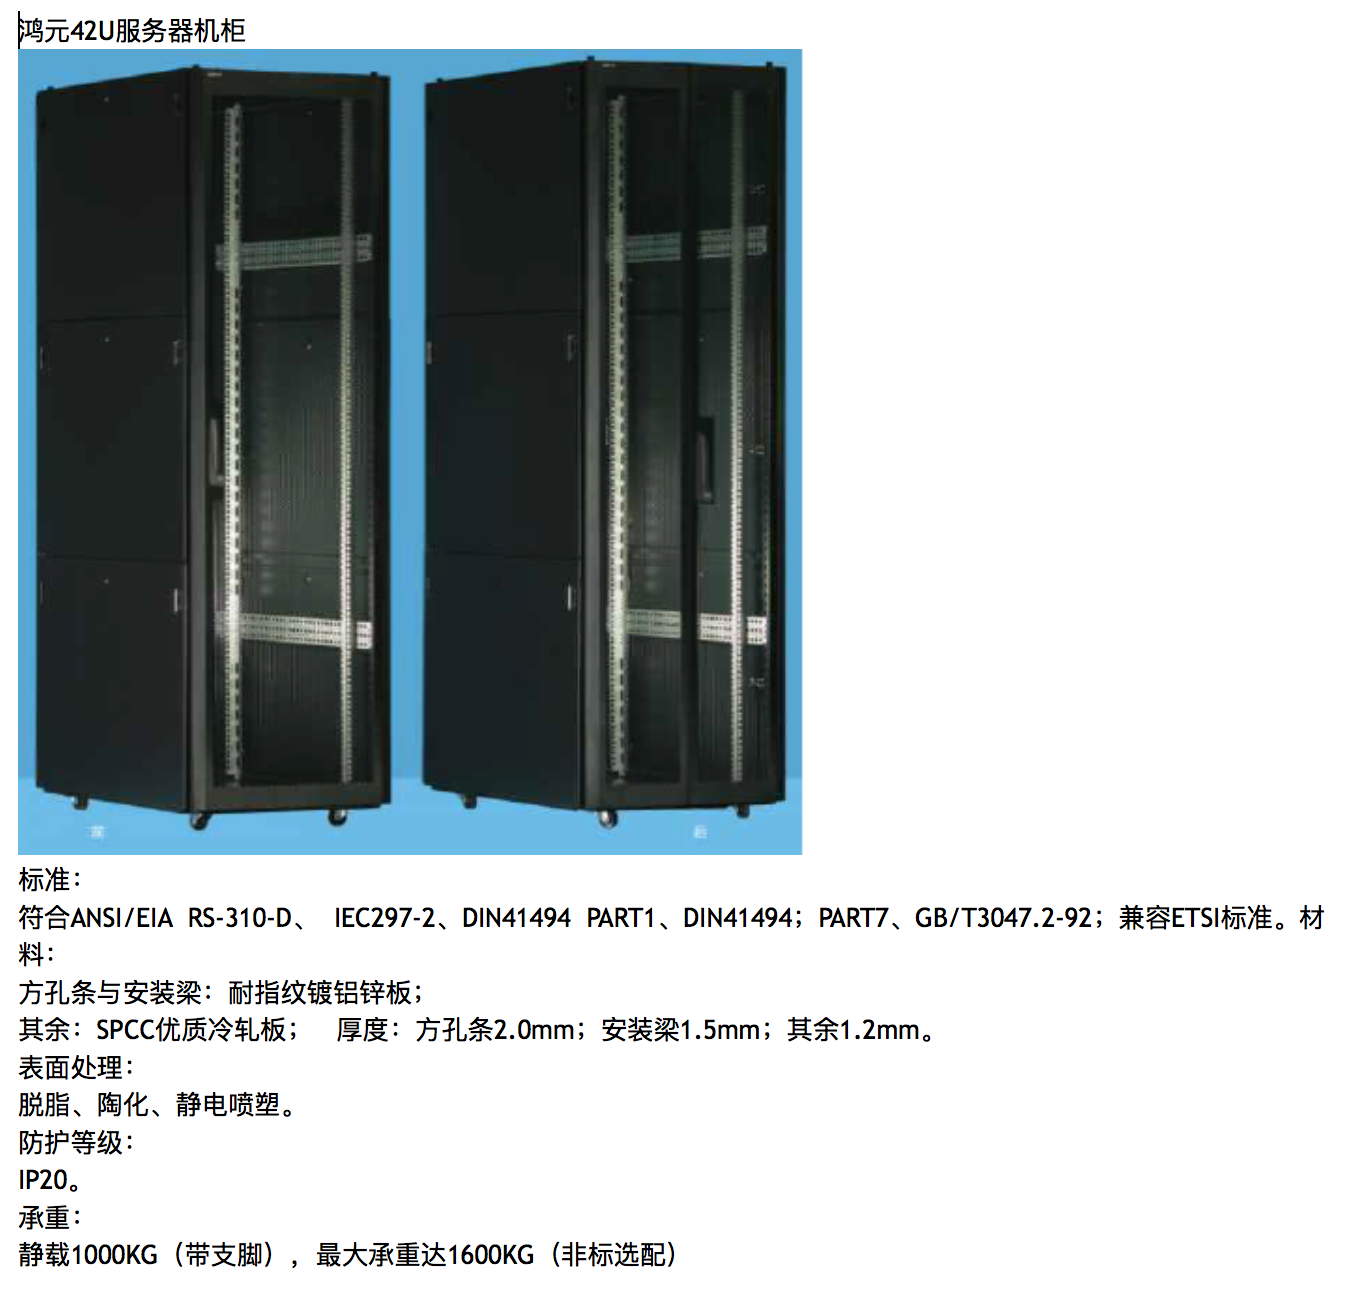 鸿元42U服务器机柜
前
后
标准：
符合ANSI/EIA RS-310-D、 IEC297-2、DIN41494 PART1、DIN41494；PART7、GB/T3047.2-92；兼容ETSI标准。材
料：
方孔条与安装梁：耐指纹镀铝锌板；
其余：SPCC优质冷轧板； 厚度：方孔条2.0mm；安装梁1.5mm；其余1.2mm。
表面处理：
脱脂、陶化、静电喷塑。
防护等级：
IP20。
承重：
静载1000KG（带支脚），最大承重达1600KG（非标选配）